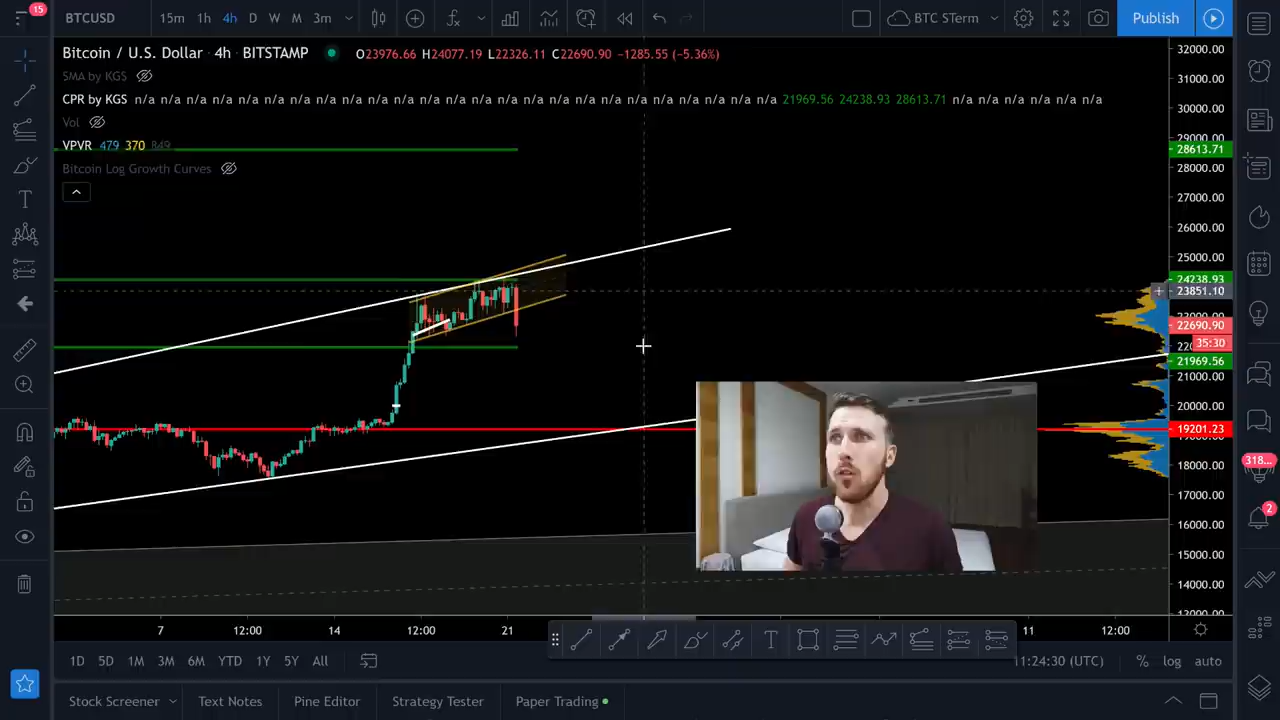 15
BTCUSD 15m 1h 4h D W M 3m BTC STerm Publish
Bitcoin / U.S. Dollar · 4h · BITSTAMP O23976.66 H24077.19 L22326.11 C22690.90 −1285.55 (−5.36%)
SMA by KGS
CPR by KGS n/a n/a n/a n/a n/a n/a n/a n/a n/a n/a n/a n/a n/a n/a n/a n/a n/a n/a n/a n/a n/a n/a n/a n/a n/a n/a n/a 21969.56 24238.93 28613.71 n/a n/a n/a n/a n/a n/a
Vol
VPVR 479 370 849
Bitcoin Log Growth Curves
32000.00
31000.00
30000.00
29000.00
28613.71
27000.00
26000.00
25000.00
24238.93
23851.10
22690.90
35:30
21969.56
21000.00
20000.00
19201.23
18000.00
17000.00
16000.00
15000.00
14000.00
13000.00
318...
2
7 12:00 14 12:00 21 11 12:00
1D 5D 1M 3M 6M YTD 1Y 5Y All 11:24:30 (UTC) % log auto
Stock Screener Text Notes Pine Editor Strategy Tester Paper Trading